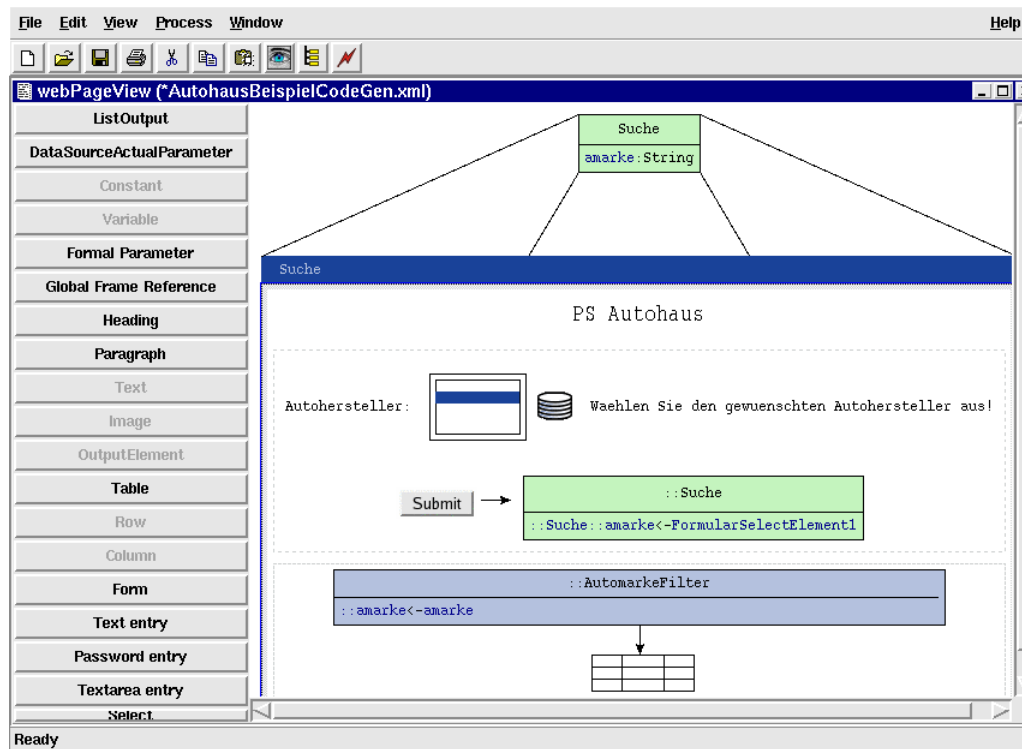 File Edit View Process Window Help
webPageView (*AutohausBeispielCodeGen.xml)
ListOutput
DataSourceActualParameter
Constant
Variable
Formal Parameter
Global Frame Reference
Heading
Paragraph
Text
Image
OutputElement
Table
Row
Column
Form
Text entry
Password entry
Textarea entry
Select
Suche
amarke:String
Suche
PS Autohaus
Autohersteller: Waehlen Sie den gewuenschten Autohersteller aus!
Submit
::Suche
::Suche::amarke<-FormularSelectElement1
::AutomarkeFilter
::amarke<-amarke
Ready